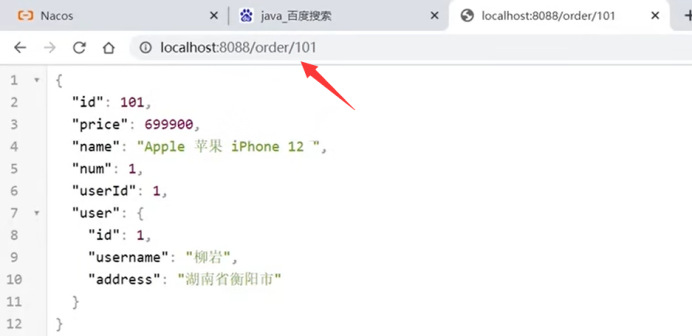 Nacos
java_百度搜索
localhost:8088/order/101
localhost:8088/order/101
1 {
2 "id": 101,
3 "price": 699900,
4 "name": "Apple 苹果 iPhone 12 ",
5 "num": 1,
6 "userId": 1,
7 "user": {
8 "id": 1,
9 "username": "柳岩",
10 "address": "湖南省衡阳市"
11 }
12 }